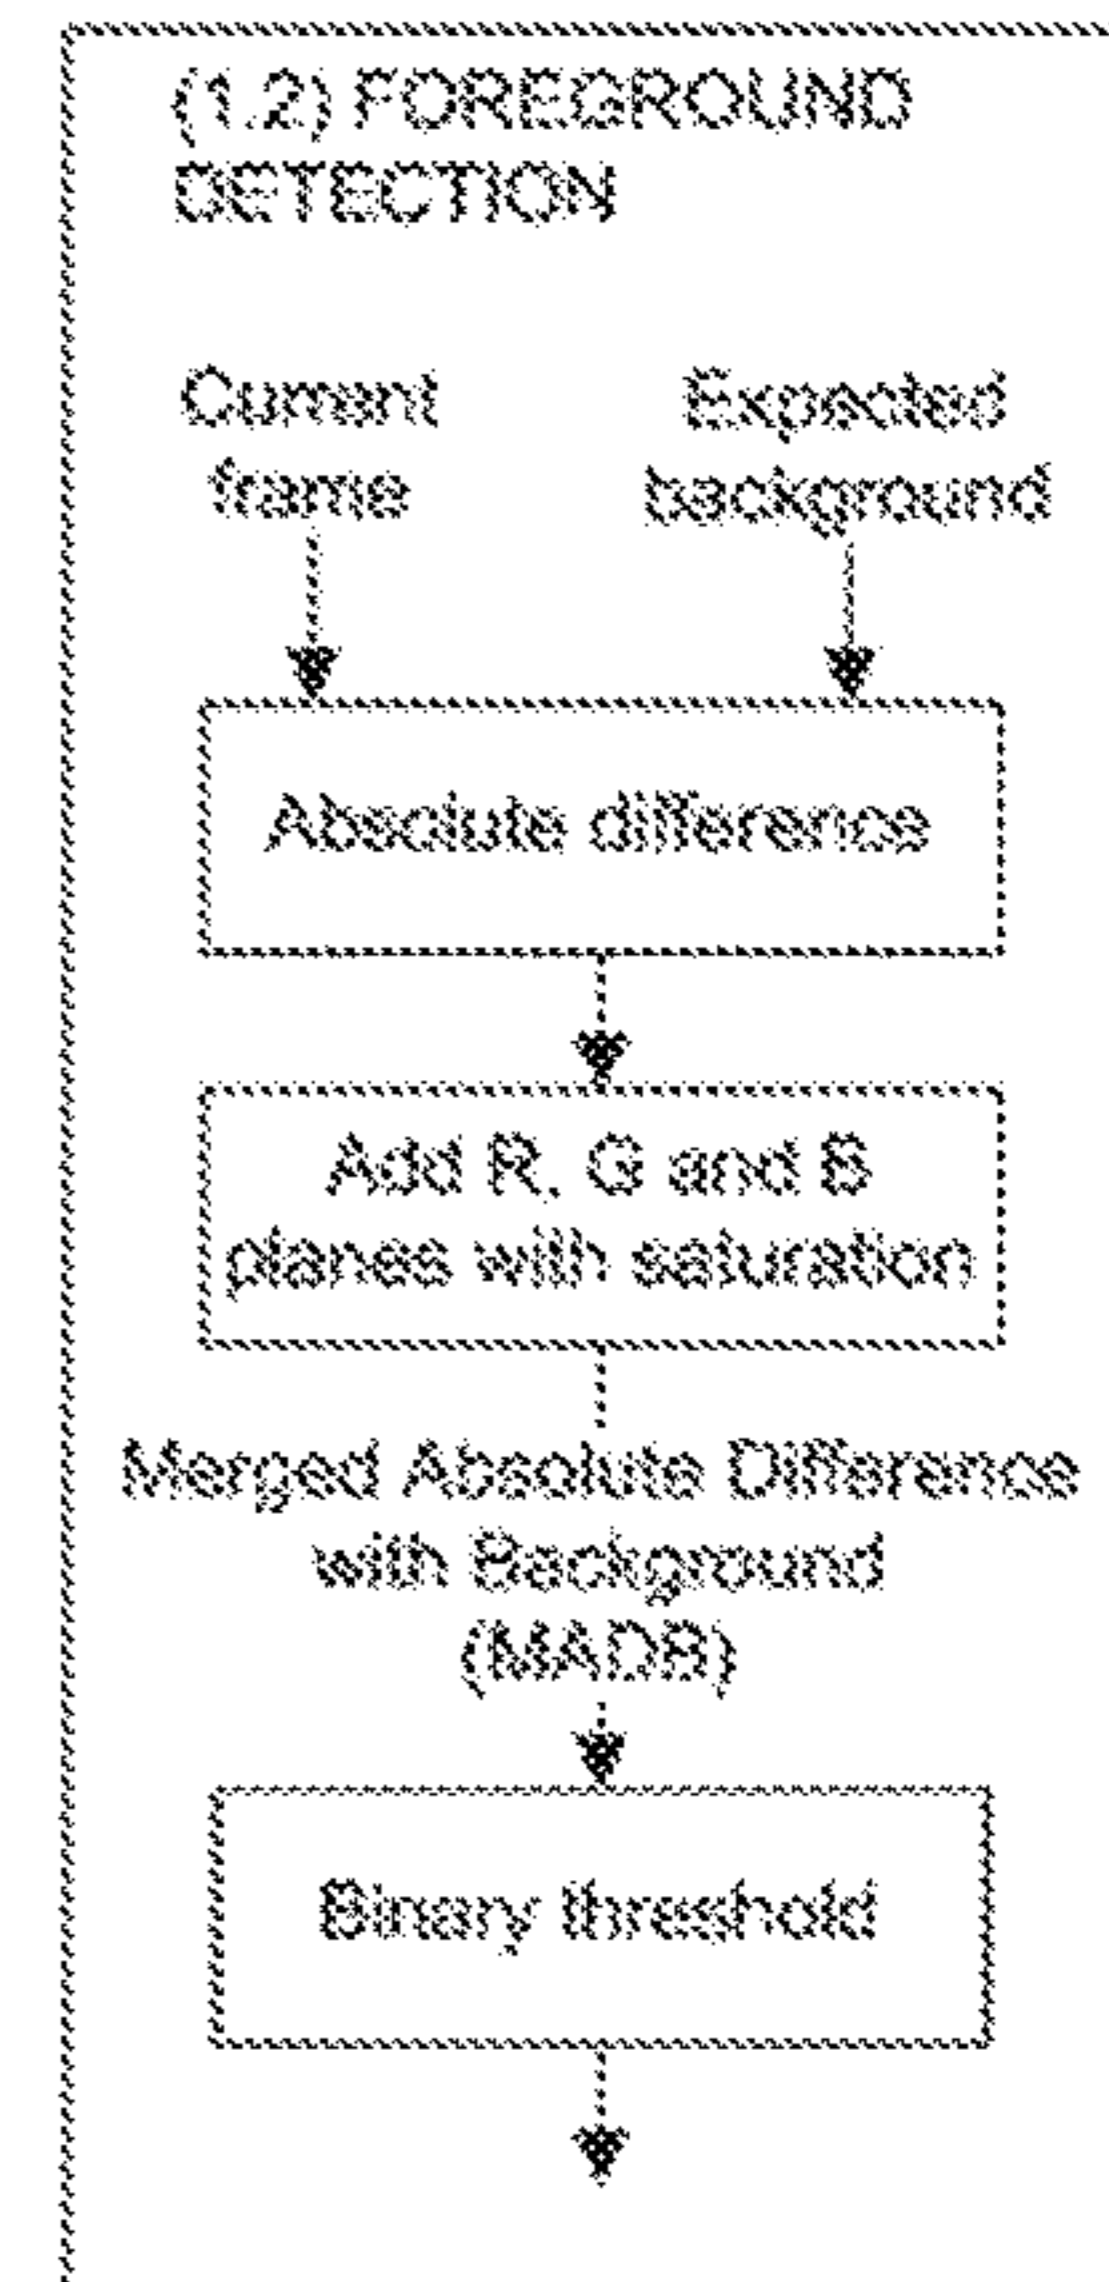 (1.2) FOREGROUND
DETECTION
Current
frame
Expected
background
Absolute difference
Add R, G and B
planes with saturation
Merged Absolute Difference
with Background
(MADB)
Binary threshold